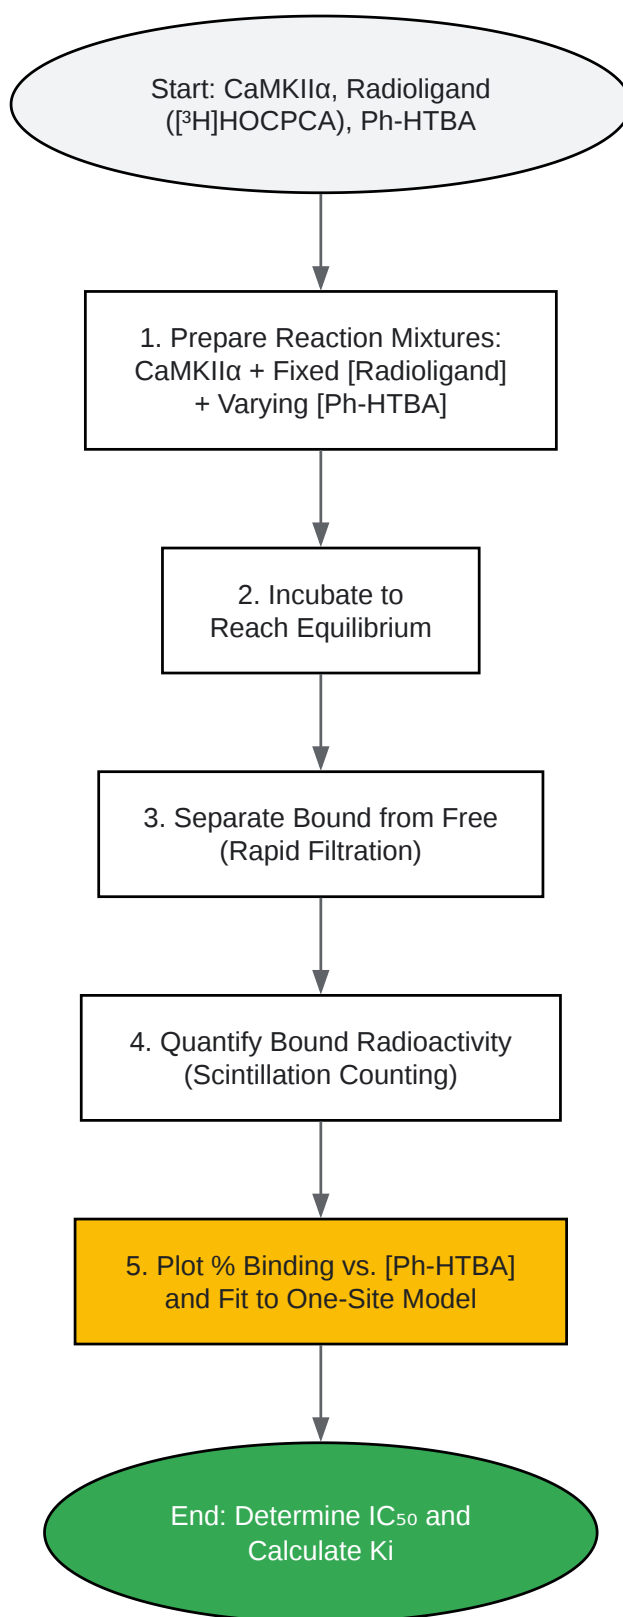 Start: CaMKIIα, Radioligand
([³H]HOCPCA), Ph-HTBA
1. Prepare Reaction Mixtures:
CaMKIIα + Fixed [Radioligand]
+ Varying [Ph-HTBA]
2. Incubate to
Reach Equilibrium
3. Separate Bound from Free
(Rapid Filtration)
4. Quantify Bound Radioactivity
(Scintillation Counting)
5. Plot % Binding vs. [Ph-HTBA]
and Fit to One-Site Model
End: Determine IC₅₀ and
Calculate Ki